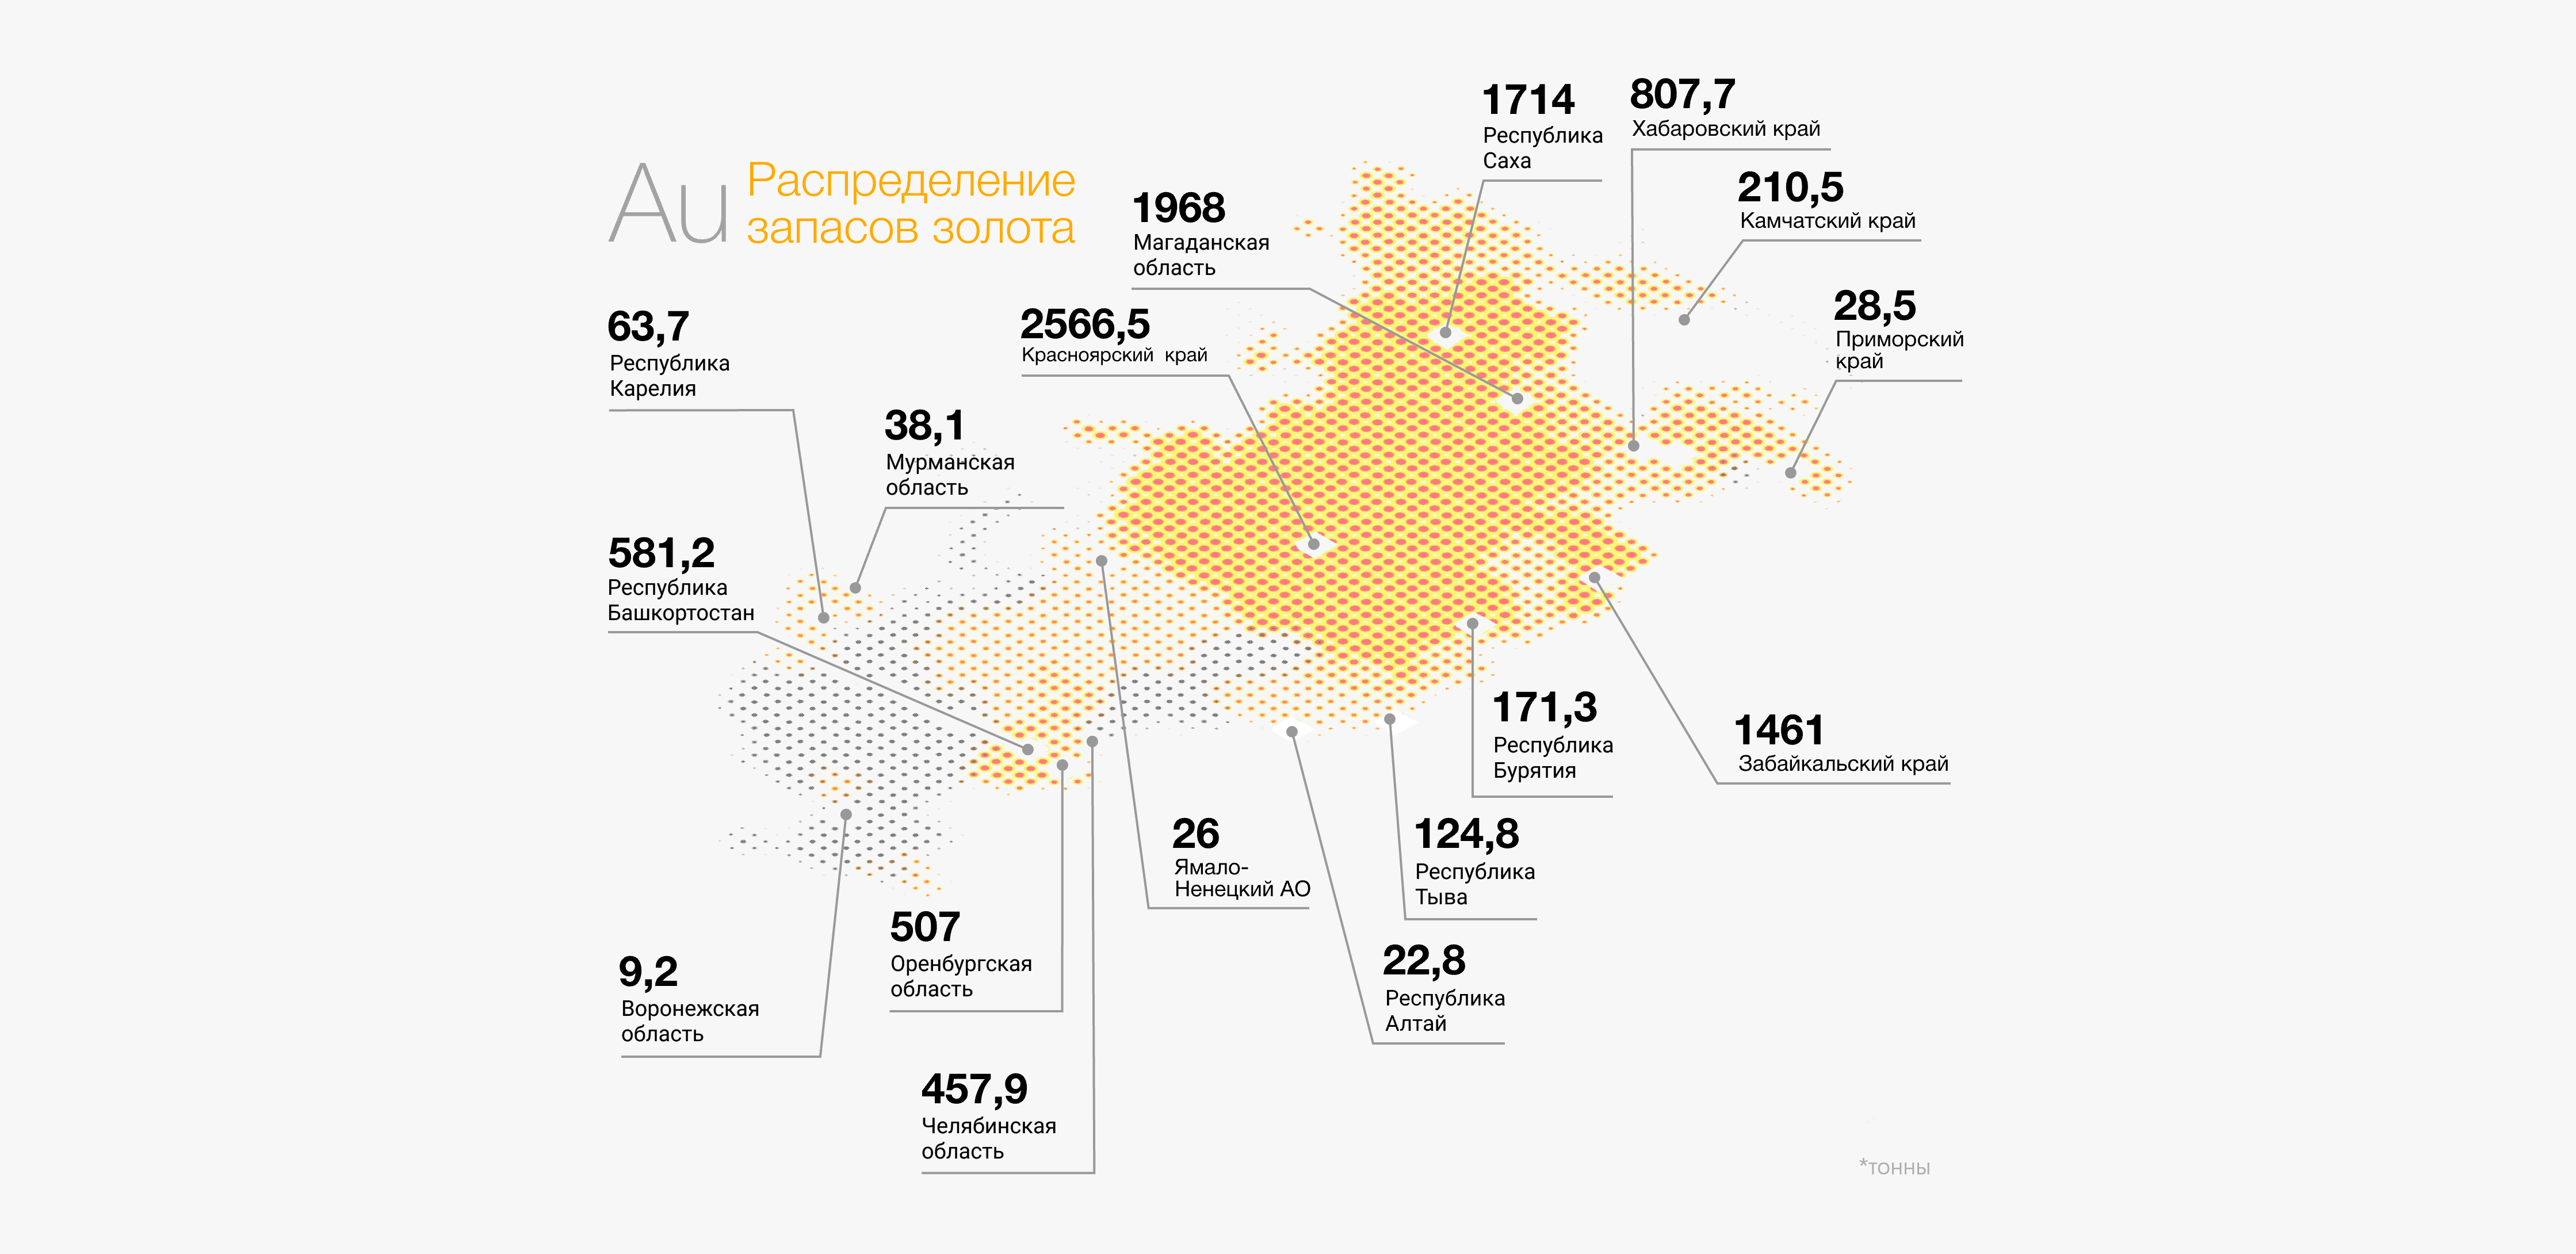 Au
Распределение
запасов золота
1714
Республика
Саха
807,7
Хабаровский край
210,5
Камчатский край
1968
Магаданская
область
28,5
Приморский
край
2566,5
Красноярский край
63,7
Республика
Карелия
38,1
Мурманская
область
581,2
Республика
Башкортостан
171,3
Республика
Бурятия
1461
Забайкальский край
26
Ямало-
Ненецкий АО
124,8
Республика
Тыва
507
Оренбургская
область
22,8
Республика
Алтай
9,2
Воронежская
область
457,9
Челябинская
область
*тонны